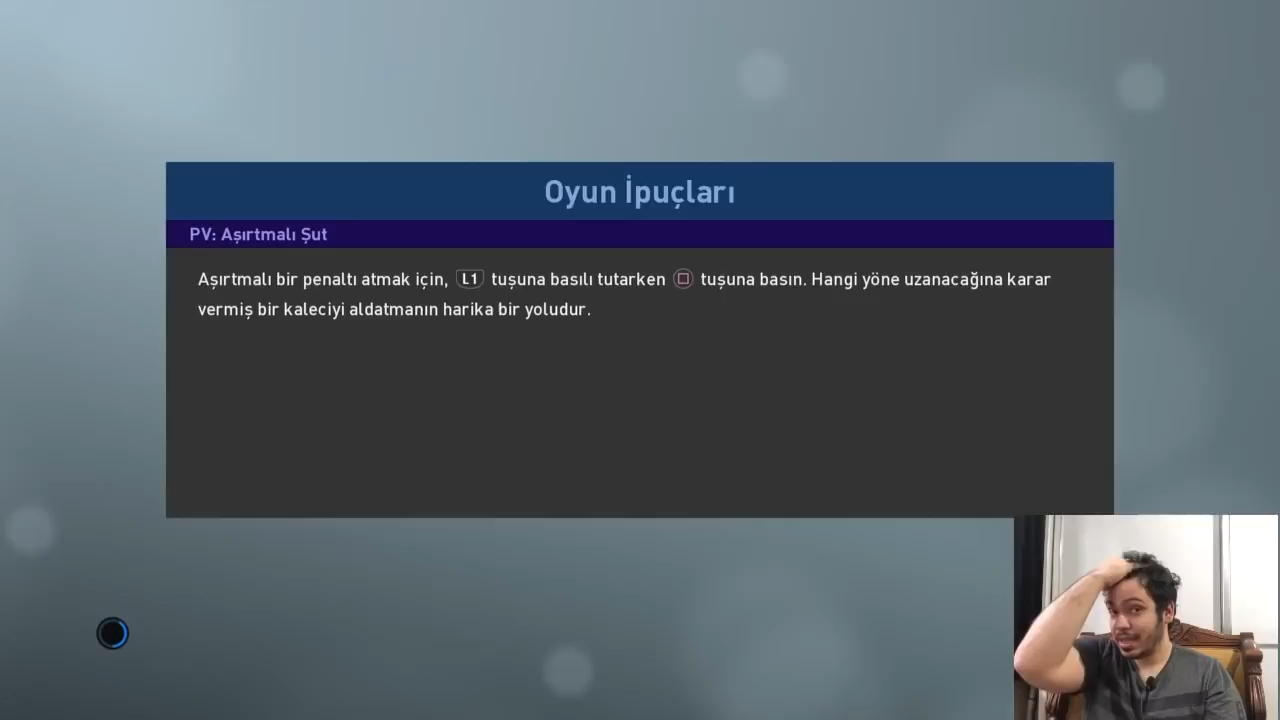 Oyun İpuçları
PV: Aşırtmalı Şut
Aşırtmalı bir penaltı atmak için, L1 tuşuna basılı tutarken tuşuna basın. Hangi yöne uzanacağına karar
vermiş bir kaleciyi aldatmanın harika bir yoludur.